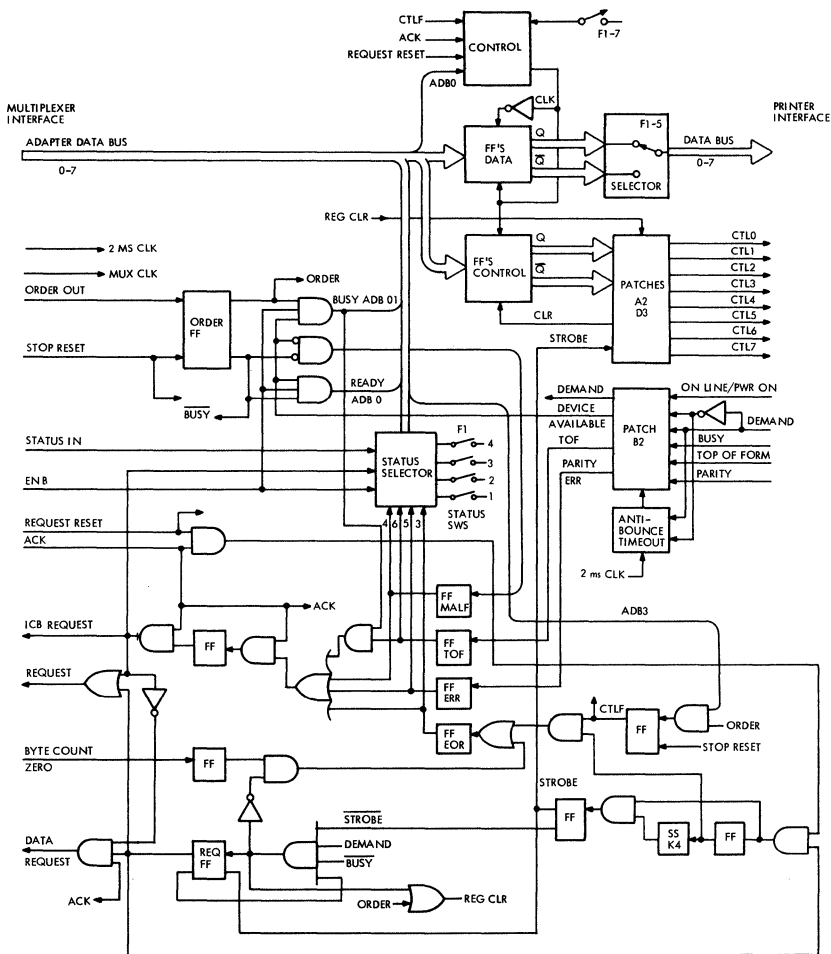 CTLF
ACK
REQUEST RESET
ADB0
CONTROL
F1-7
MULTIPLEXER
INTERFACE
PRINTER
INTERFACE
ADAPTER DATA BUS
0-7
CLK
FF'S
DATA
Q
Q̅
F1-5
SELECTOR
DATA BUS
0-7
REG CLR
2 MS CLK
MUX CLK
FF'S
CONTROL
Q
Q̅
CLR
PATCHES
A2
D3
CTL0
CTL1
CTL2
CTL3
CTL4
CTL5
CTL6
CTL7
STROBE
ORDER OUT
ORDER
FF
ORDER
BUSY ADB 01
STOP RESET
BUSY
READY
ADB 0
DEMAND
DEVICE
AVAILABLE
TOF
PARITY
ERR
PATCH
B2
ON LINE/PWR ON
DEMAND
BUSY
TOP OF FORM
PARITY
STATUS IN
EN B
STATUS
SELECTOR
F1
4
3
2
1
STATUS
SWS
4 6 5 3
ANTI-
BOUNCE
TIMEOUT
2 ms CLK
REQUEST RESET
ACK
ACK
ICB REQUEST
FF
FF
MALF
FF
TOF
FF
ERR
FF
EOR
ADB3
REQUEST
CTLF
FF
ORDER
STOP RESET
BYTE COUNT
ZERO
FF
STROBE
STROBE
DEMAND
BUSY
FF
SS
K4
FF
DATA
REQUEST
REQ
FF
ACK
ORDER
REG CLR